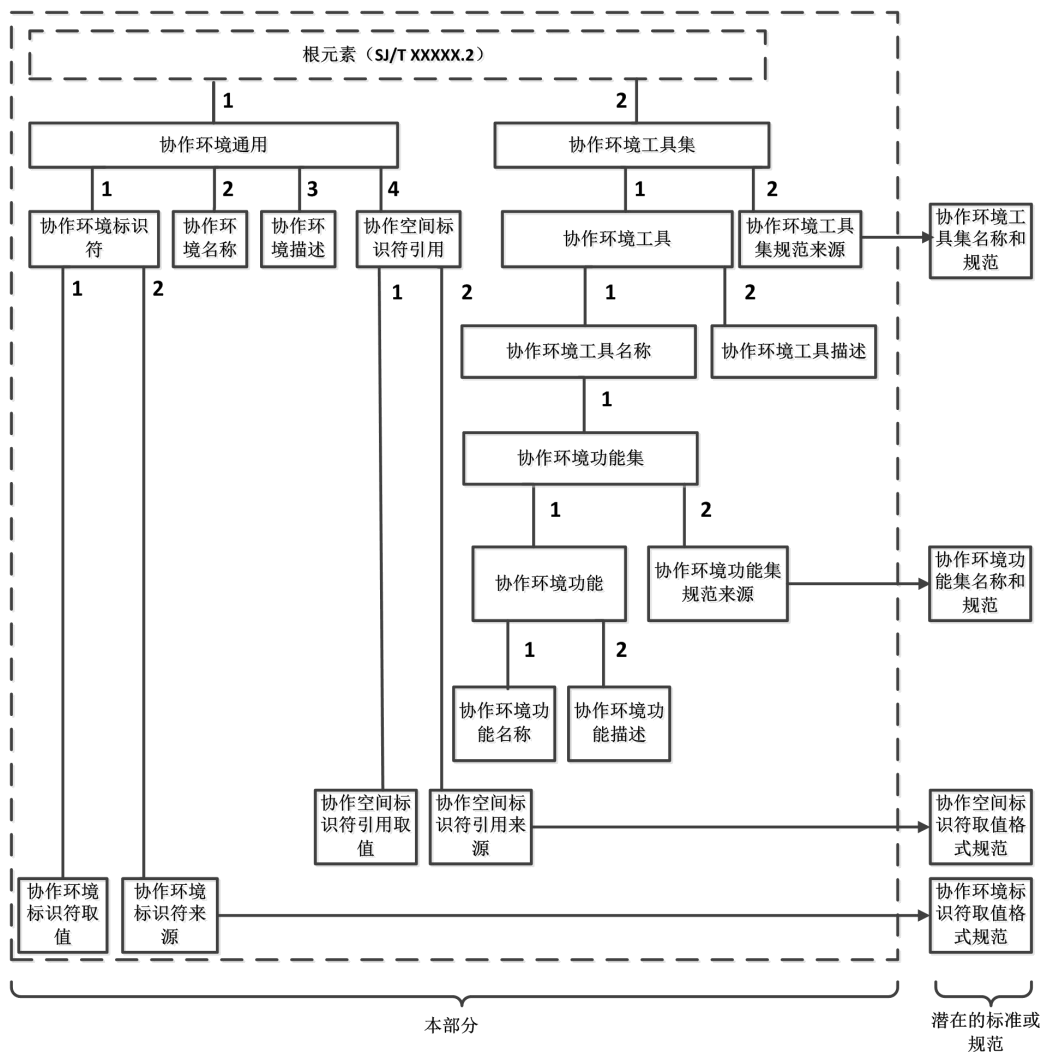 根元素（SJ/T XXXXX.2）
1
2
协作环境通用
协作环境工具集
1
2
3
4
1
2
协作环境标识
符
协作环
境名称
协作环
境描述
协作空间标
识符引用
协作环境工具
协作环境工具
集规范来源
协作环境工
具集名称和
规范
1
2
1
2
1
2
协作环境工具名称
协作环境工具描述
1
协作环境功能集
1
2
协作环境功能
协作环境功能集
规范来源
协作环境功
能集名称和
规范
1
2
协作环境功
能名称
协作环境功
能描述
协作空间标
识符引用取
值
协作空间标
识符引用来
源
协作空间标
识符取值格
式规范
协作环境
标识符取
值
协作环境
标识符来
源
协作环境标
识符取值格
式规范
本部分
潜在的标准或
规范